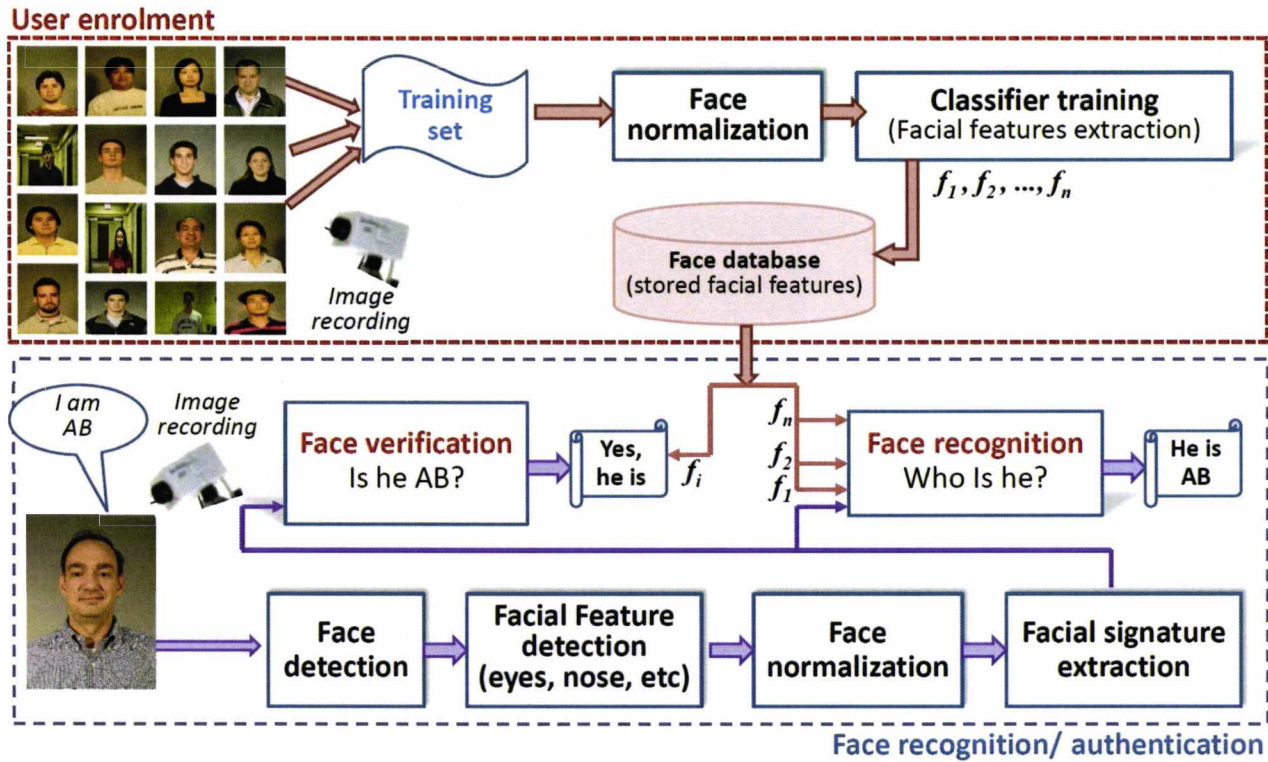 User enrolment
Training
set
Face
normalization
Classifier training
(Facial features extraction)
f1, f2, ..., fn
Image
recording
Face database
(stored facial features)
I am
AB
Image
recording
Face verification
Is he AB?
Yes,
he is
fi
fn
f2
f1
Face recognition
Who Is he?
He is
AB
Face
detection
Facial Feature
detection
(eyes, nose, etc)
Face
normalization
Facial signature
extraction
Face recognition/ authentication